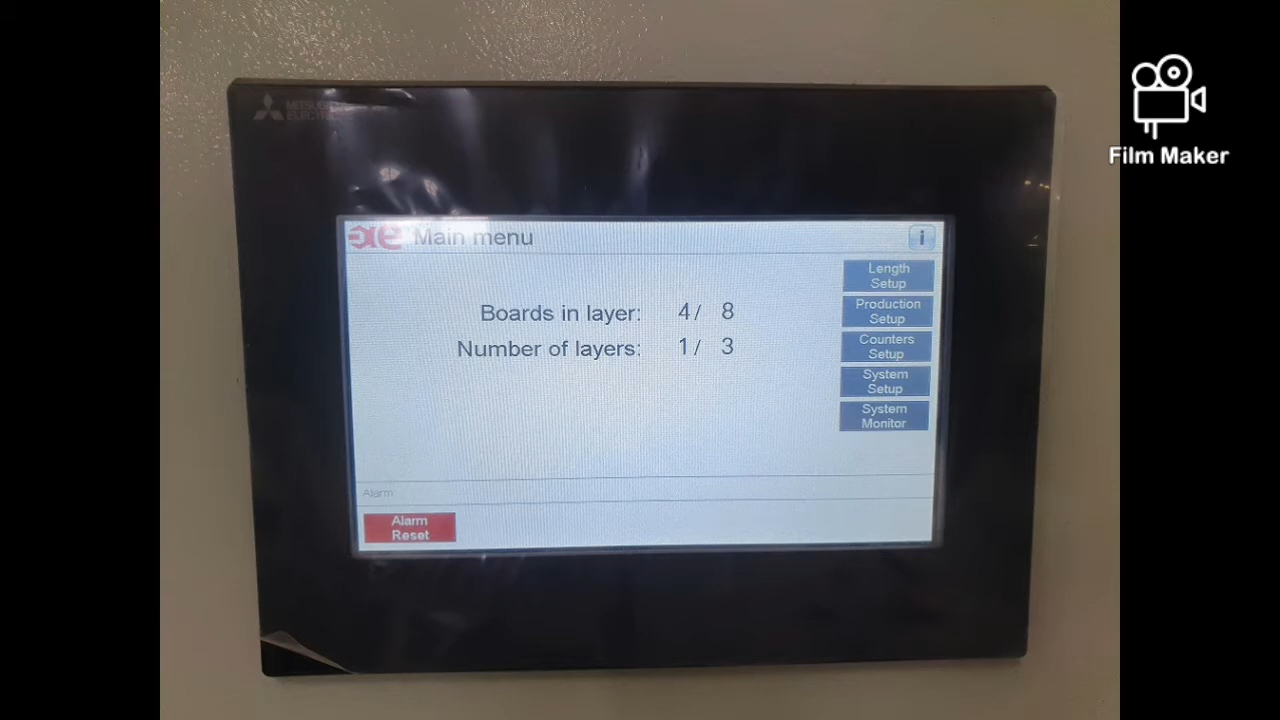 MITSUBISHI
ELECTRIC
Film Maker
Main menu
i
Length
Setup
Boards in layer: 4 / 8
Production
Setup
Number of layers: 1 / 3
Counters
Setup
System
Setup
System
Monitor
Alarm
Alarm
Reset